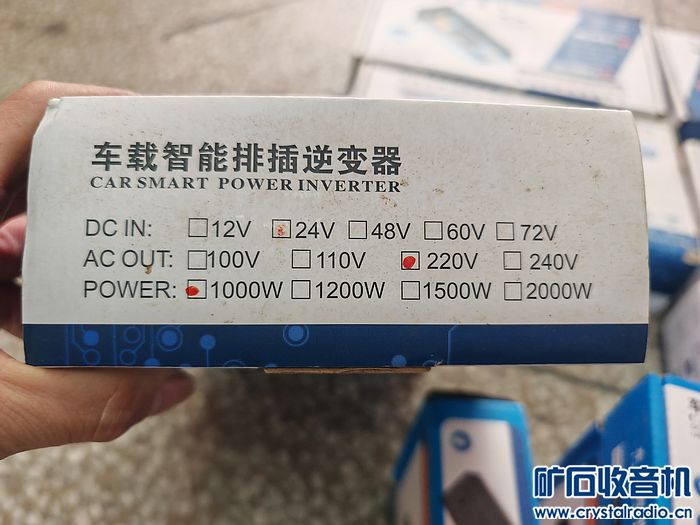 车载智能排插逆变器
CAR SMART POWER INVERTER
DC IN: 12V 24V 48V 60V 72V
AC OUT: 100V 110V 220V 240V
POWER: 1000W 1200W 1500W 2000W
矿石收音机
www.crystalradio.cn